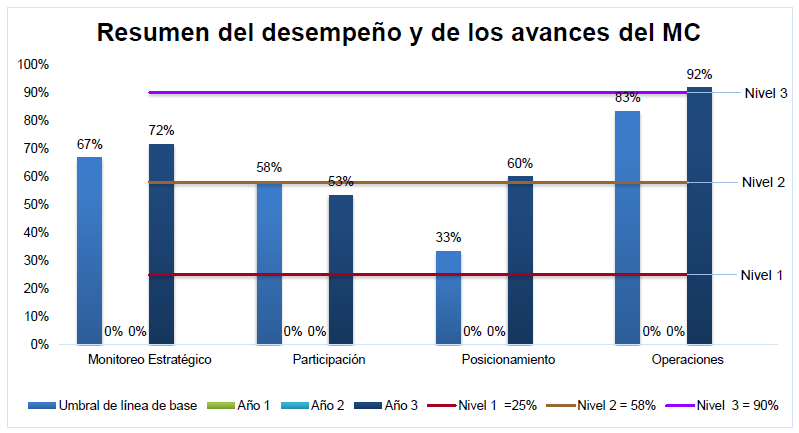 Resumen del desempeño y de los avances del MC
100%
90%
80%
70%
60%
50%
40%
30%
20%
10%
0%
67%
0%
0%
72%
58%
0%
0%
53%
33%
0%
0%
60%
83%
0%
0%
92%
Nivel 3
Nivel 2
Nivel 1
Monitoreo Estratégico
Participación
Posicionamiento
Operaciones
Umbral de línea de base
Año 1
Año 2
Año 3
Nivel 1 =25%
Nivel 2 = 58%
Nivel 3 = 90%